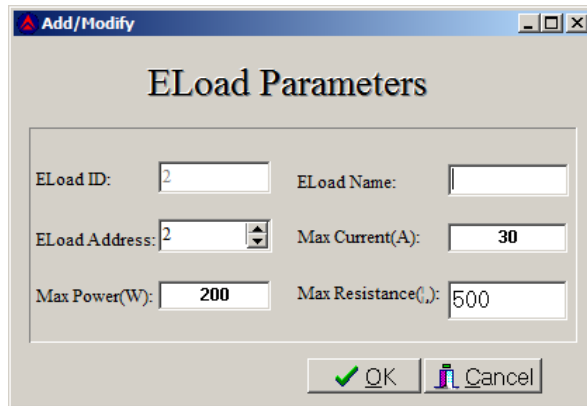 Add/Modify
ELoad Parameters
ELoad ID: 2
ELoad Name:
ELoad Address: 2
Max Current(A): 30
Max Power(W): 200
Max Resistance(¡,): 500
OK
Cancel